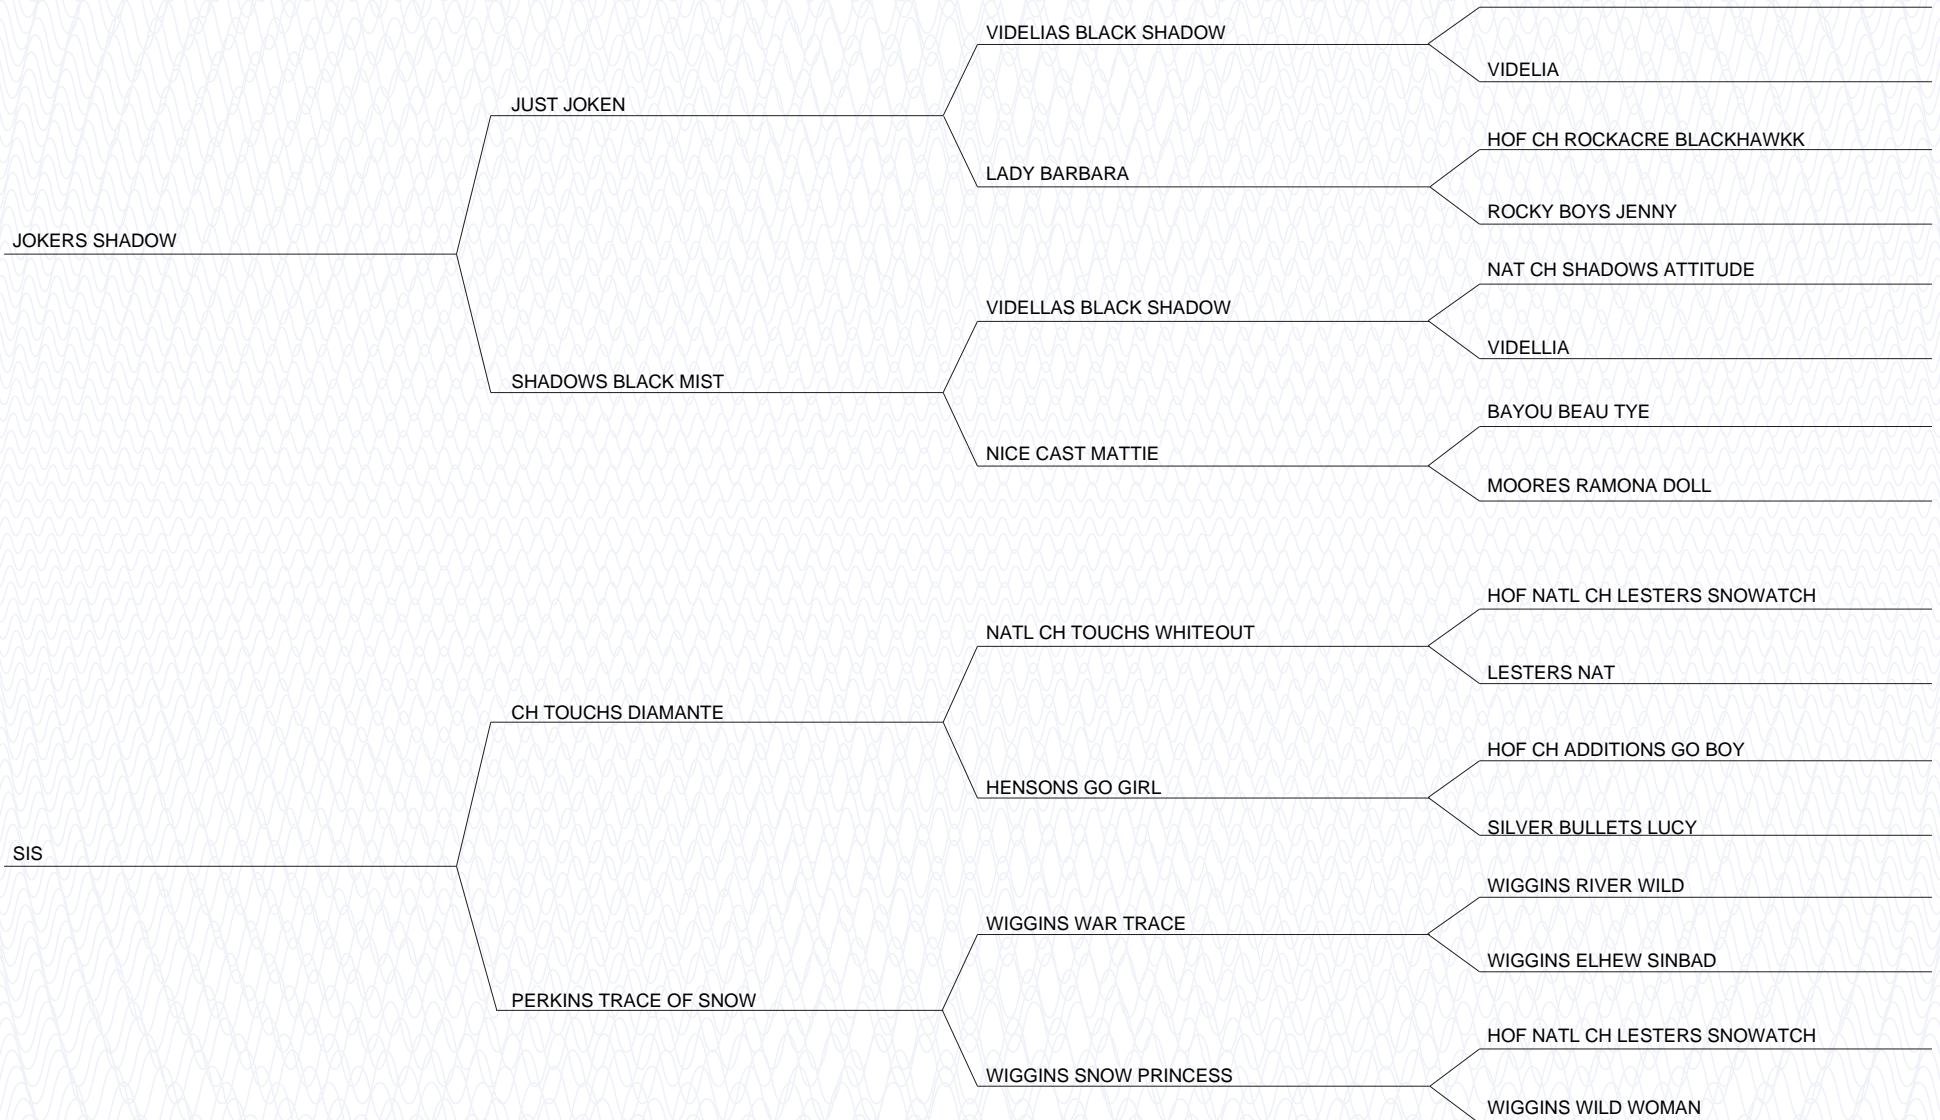 VIDELIAS BLACK SHADOW
VIDELIA
JUST JOKEN
HOF CH ROCKACRE BLACKHAWKK
LADY BARBARA
ROCKY BOYS JENNY
JOKERS SHADOW
NAT CH SHADOWS ATTITUDE
VIDELLAS BLACK SHADOW
VIDELLIA
SHADOWS BLACK MIST
BAYOU BEAU TYE
NICE CAST MATTIE
MOORES RAMONA DOLL
HOF NATL CH LESTERS SNOWATCH
NATL CH TOUCHS WHITEOUT
LESTERS NAT
CH TOUCHS DIAMANTE
HOF CH ADDITIONS GO BOY
HENSONS GO GIRL
SILVER BULLETS LUCY
SIS
WIGGINS RIVER WILD
WIGGINS WAR TRACE
WIGGINS ELHEW SINBAD
PERKINS TRACE OF SNOW
HOF NATL CH LESTERS SNOWATCH
WIGGINS SNOW PRINCESS
WIGGINS WILD WOMAN